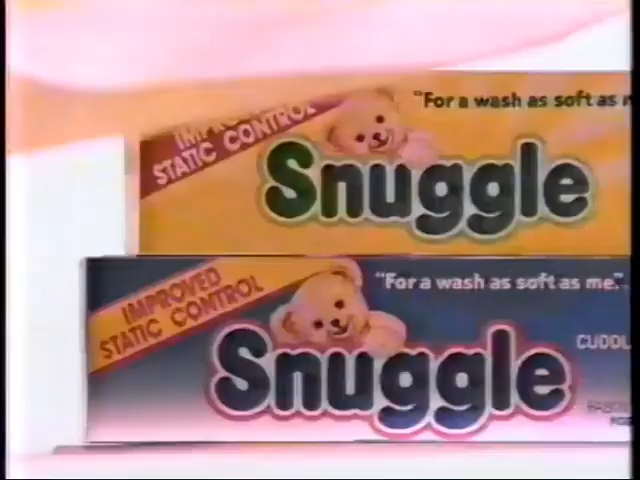 "For a wash as soft as
IMPROVED
STATIC CONTROL
Snuggle
"For a wash as soft as me."
IMPROVED
STATIC CONTROL
Snuggle
CUDDL